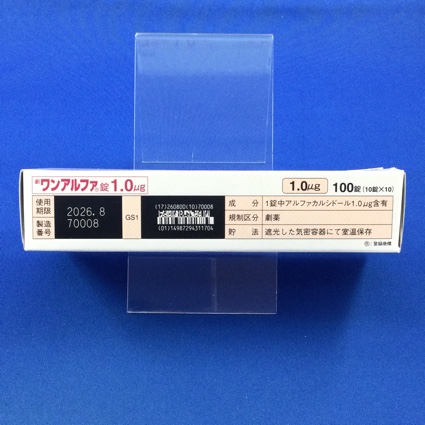 劇 ワンアルファ®錠 1.0μg
1.0μg 100錠 (10錠×10)
使用期限 2026. 8
製造番号 70008
GS1
(17)260800(10)70008
(01)14987294311704
成分 1錠中アルファカルシドール1.0μg含有
規制区分 劇薬
貯法 遮光した気密容器にて室温保存
®:登録商標